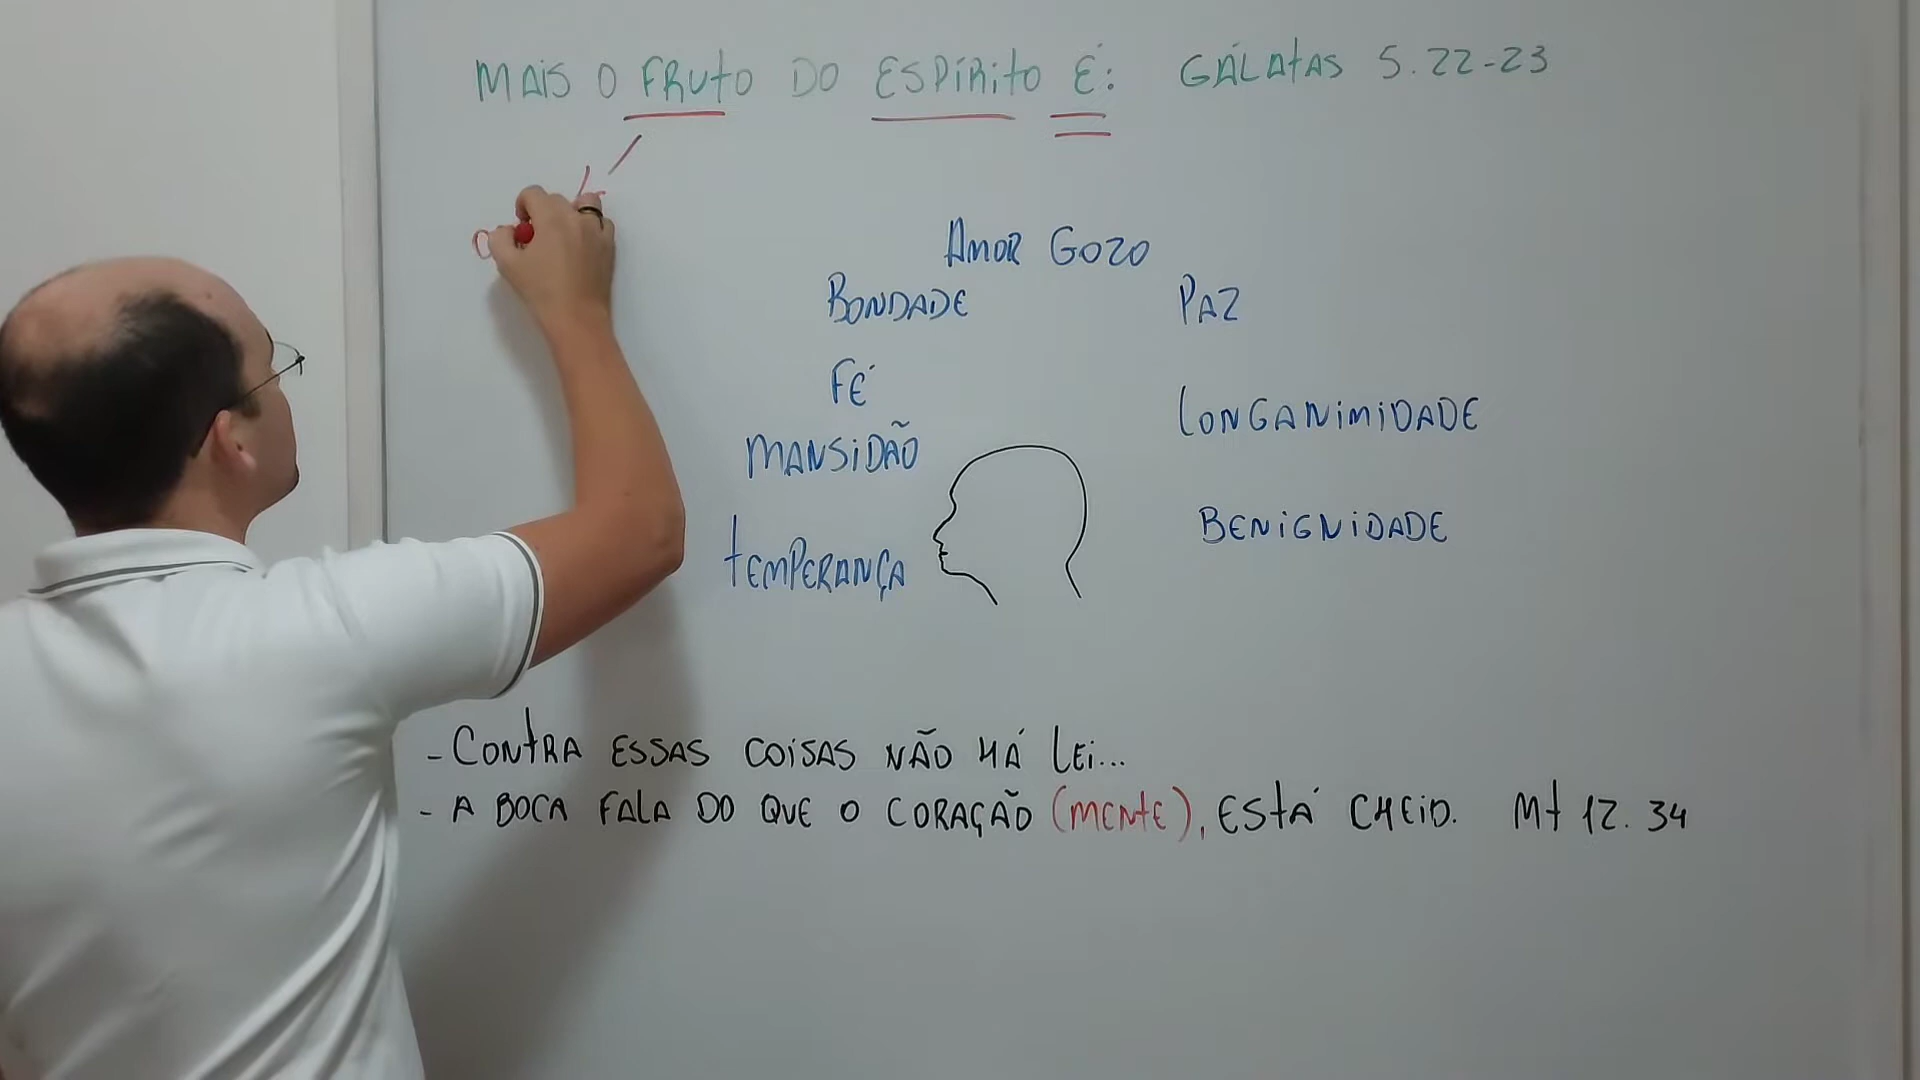 MAIS O FRUTO DO ESPÍRITO É: GÁLATAS 5.22-23
AMOR GOZO
BONDADE PAZ
FÉ
LONGANIMIDADE
MANSIDÃO
BENIGNIDADE
TEMPERANÇA
- CONTRA ESSAS COISAS NÃO HÁ LEI...
- A BOCA FALA DO QUE O CORAÇÃO (MENTE), ESTÁ CHEIO. Mt 12.34